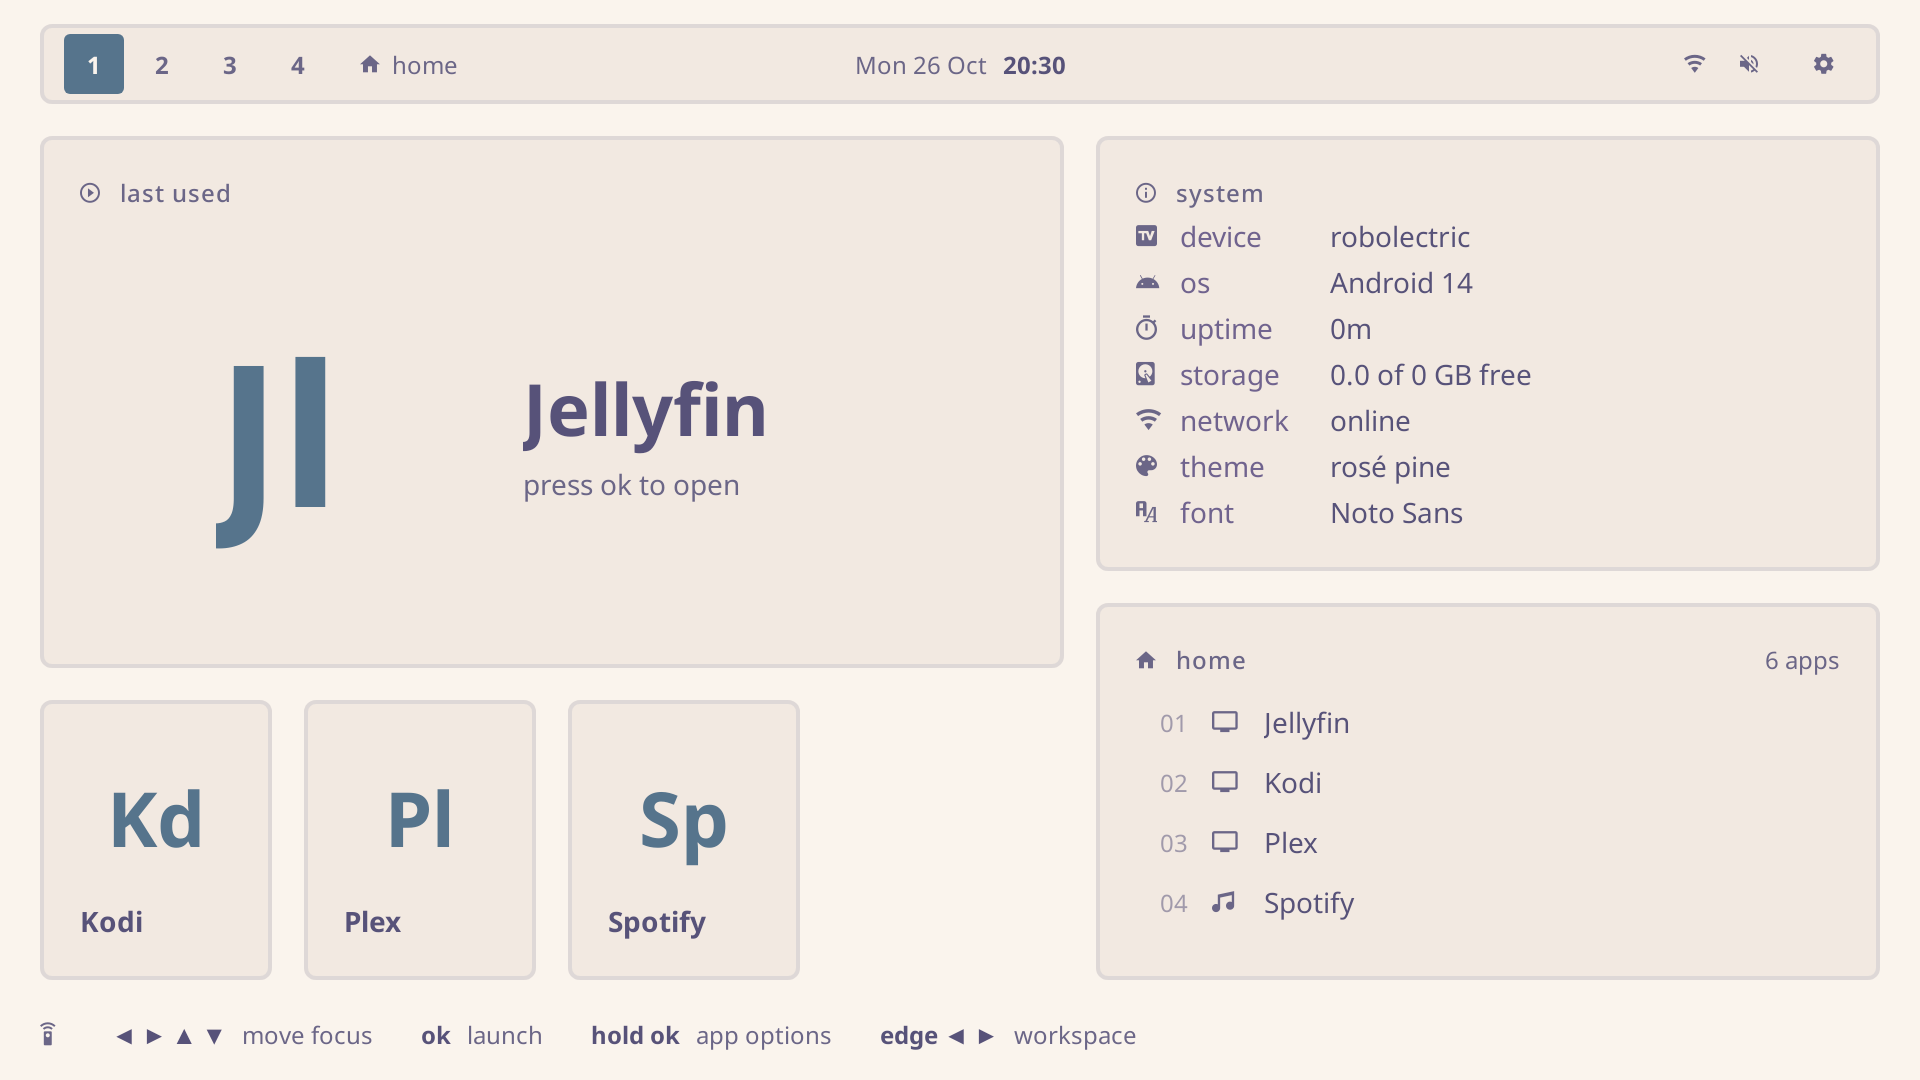 1 2 3 4 home Mon 26 Oct 20:30
last used
Jl
Jellyfin
press ok to open
system
device robolectric
os Android 14
uptime 0m
storage 0.0 of 0 GB free
network online
theme rosé pine
font Noto Sans
Kd
Kodi
Pl
Plex
Sp
Spotify
home 6 apps
01 Jellyfin
02 Kodi
03 Plex
04 Spotify
◀ ▶ ▲ ▼ move focus ok launch hold ok app options edge ◀ ▶ workspace